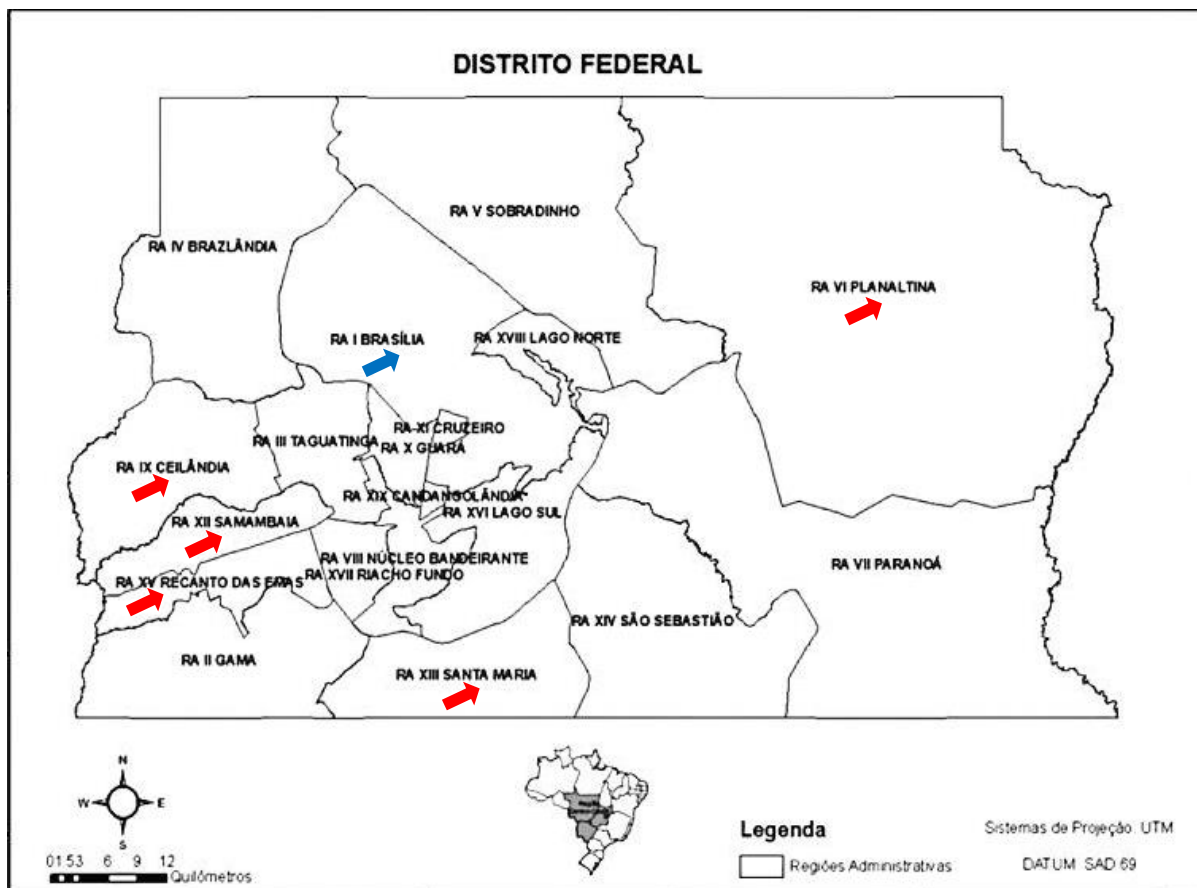 DISTRITO FEDERAL
RA V SOBRADINHO
RA IV BRAZLÂNDIA
RA VI PLANALTINA
RA I BRASÍLIA
RA XVIII LAGO NORTE
RA XI CRUZEIRO
RA III TAGUATINGA
RA X GUARÁ
RA IX CEILÂNDIA
RA XIX CANDANGOLÂNDIA
RA XVI LAGO SUL
RA XII SAMAMBAIA
RA VIII NÚCLEO BANDEIRANTE
RA VII PARANOÁ
RA XVII RIACHO FUNDO
RA XV RECANTO DAS EMAS
RA XIV SÃO SEBASTIÃO
RA II GAMA
RA XIII SANTA MARIA
N
W E
S
0 1 5 3 6 9 12
Quilômetros
Legenda
Regiões Administrativas
Sistemas de Projeção: UTM
DATUM SAD 69